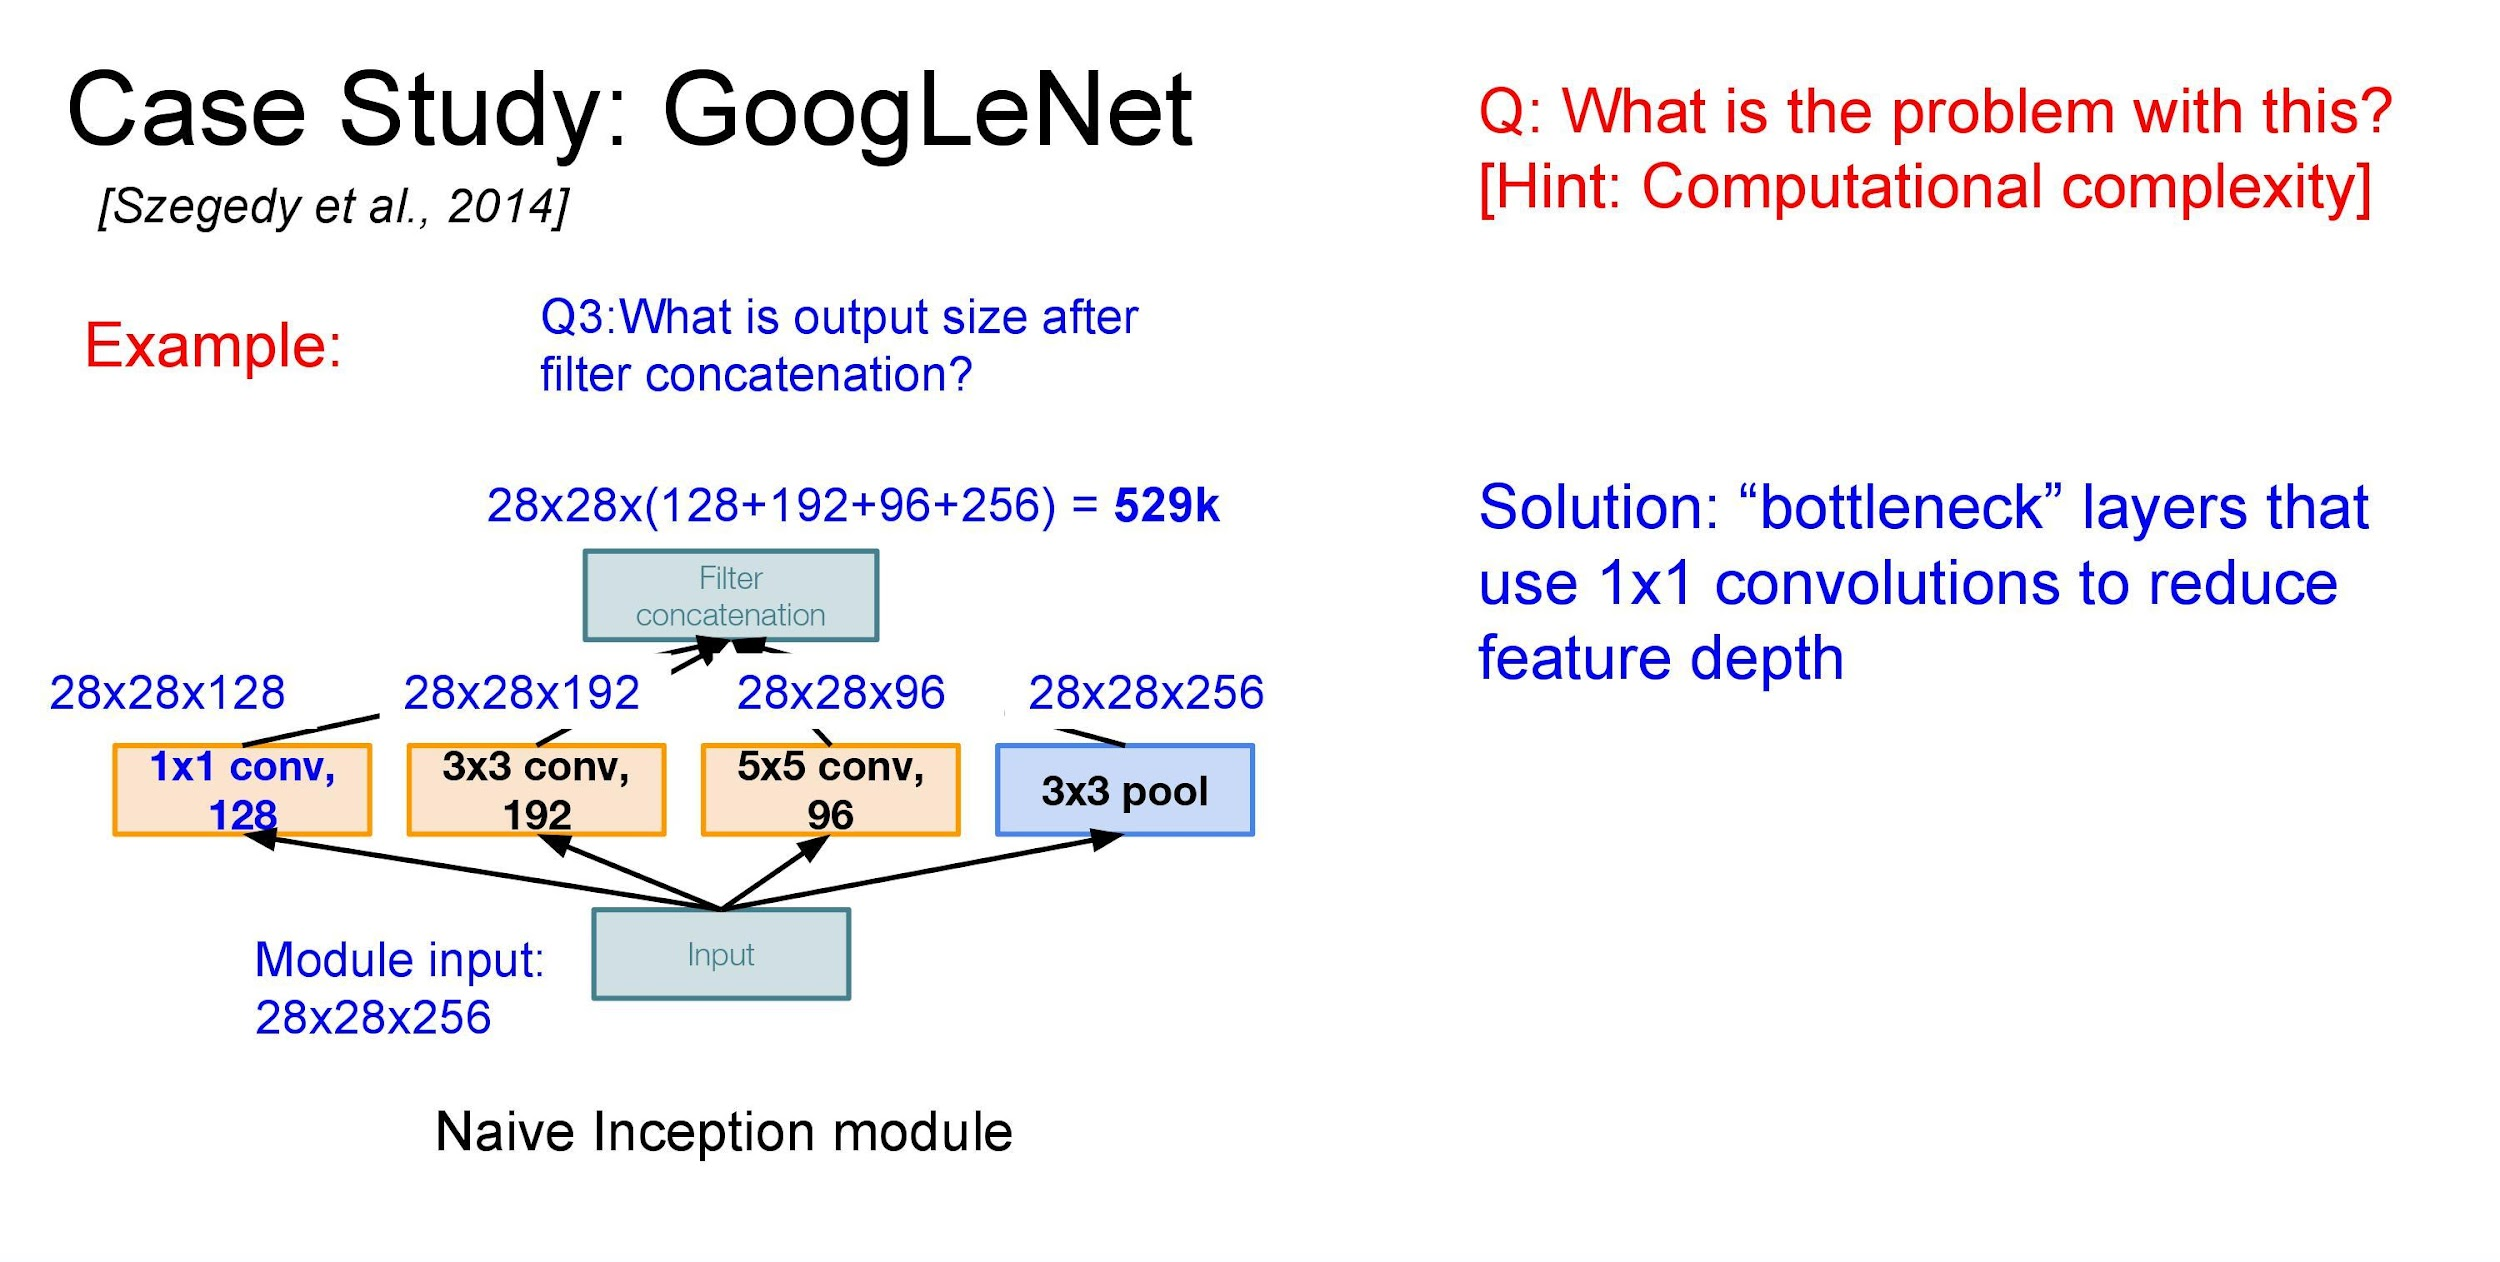 Case Study: GoogLeNet
[Szegedy et al., 2014]
Q: What is the problem with this?
[Hint: Computational complexity]
Example:
Q3:What is output size after
filter concatenation?
28x28x(128+192+96+256) = 529k
Solution: “bottleneck” layers that
use 1x1 convolutions to reduce
feature depth
Filter
concatenation
28x28x128
28x28x192
28x28x96
28x28x256
1x1 conv,
128
3x3 conv,
192
5x5 conv,
96
3x3 pool
Input
Module input:
28x28x256
Naive Inception module